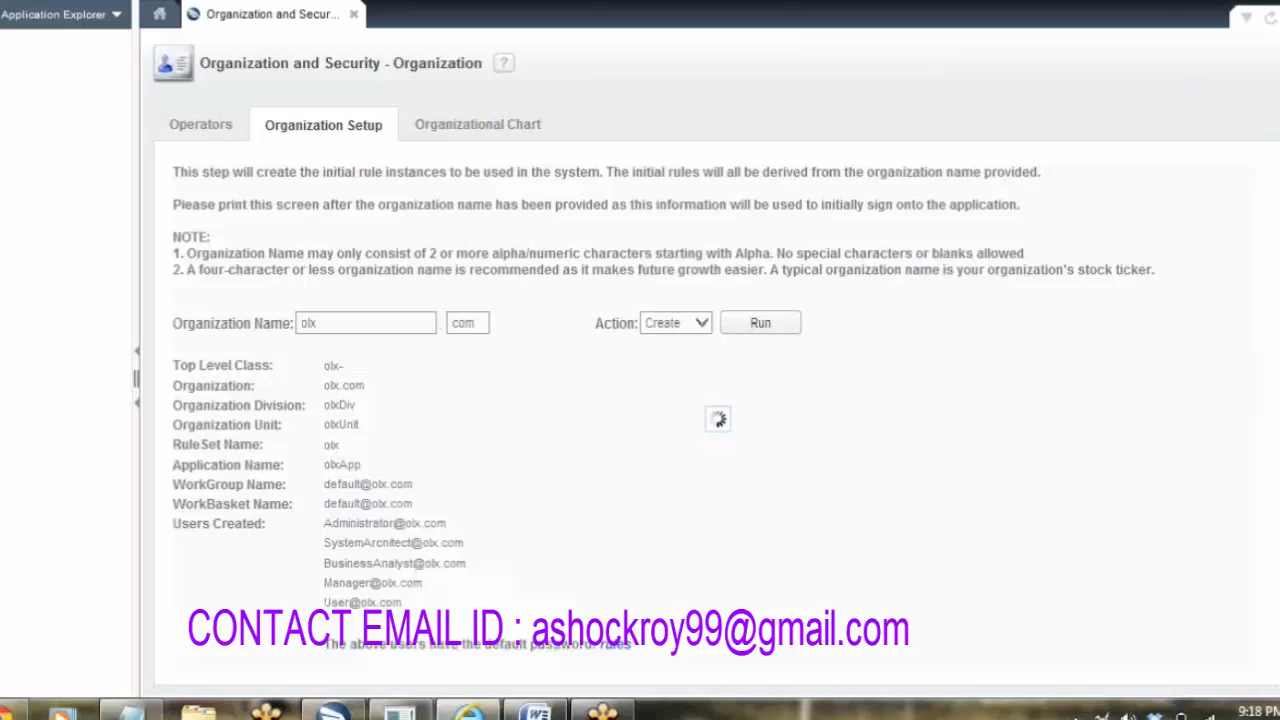 Application Explorer
Organization and Secur...
Organization and Security - Organization ?
Operators Organization Setup Organizational Chart
This step will create the initial rule instances to be used in the system. The initial rules will all be derived from the organization name provided.
Please print this screen after the organization name has been provided as this information will be used to initially sign onto the application.
NOTE:
1. Organization Name may only consist of 2 or more alpha/numeric characters starting with Alpha. No special characters or blanks allowed.
2. A four-character or less organization name is recommended as it makes future growth easier. A typical organization name is your organization's stock ticker.
Organization Name: olx . com Action: Create Run
Top Level Class: olx-
Organization: olx.com
Organization Division: olxDiv
Organization Unit: olxUnit
RuleSet Name: olx
Application Name: olxApp
WorkGroup Name: default@olx.com
WorkBasket Name: default@olx.com
Users Created: Administrator@olx.com
SystemArchitect@olx.com
BusinessAnalyst@olx.com
Manager@olx.com
User@olx.com
CONTACT EMAIL ID : ashockroy99@gmail.com
The above users have the default password: rules
9:18 PM